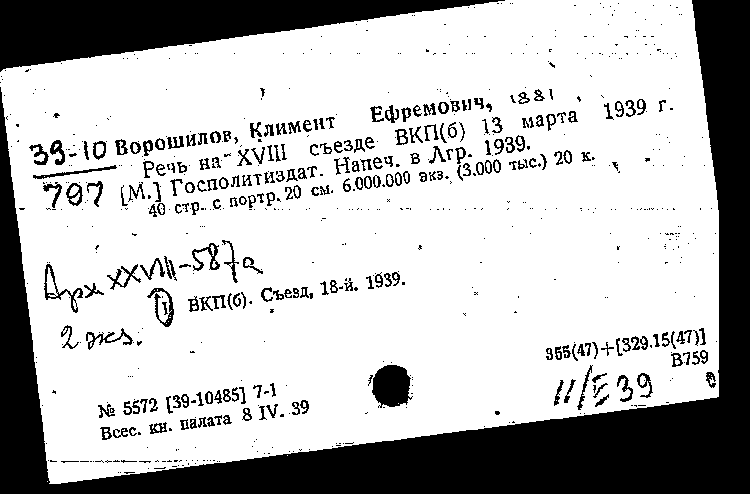 39-10 Ворошилов, Климент Ефремович, 1881
Речь на XVIII съезде ВКП(б) 13 марта 1939 г.
707 [М.] Госполитиздат. Напеч. в Лгр. 1939.
40 стр. с портр. 20 см. 6.000.000 экз. (3.000 тыс.) 20 к.
Арх XXVIII-587а
I ВКП(б). Съезд, 18-й. 1939.
2 экз.
355(47)+[329.15(47)]
В759
№ 5572 [39-10485] 7-1
11/ 39
Всес. кн. палата 8 IV. 39